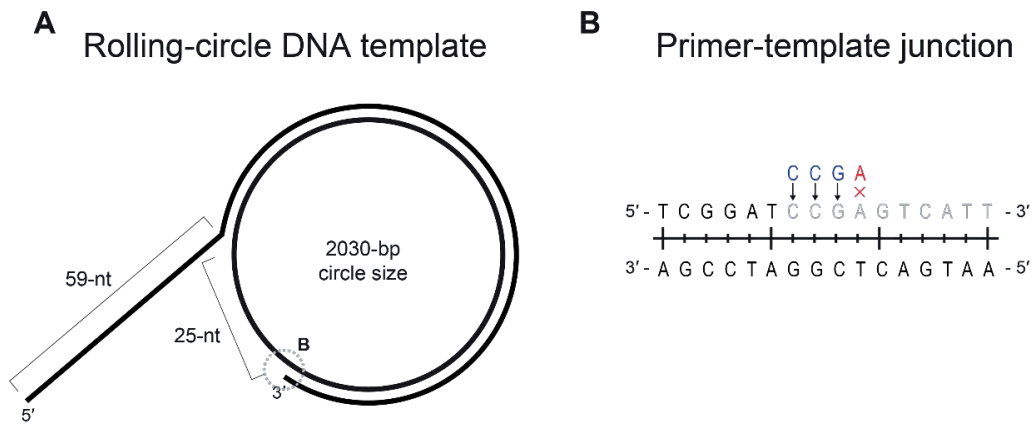 A
Rolling-circle DNA template
59-nt
25-nt
2030-bp
circle size
B
3′
5′
B
Primer-template junction
C C G A
×
5′ - T C G G A T C C G A G T C A T T - 3′
3′ - A G C C T A G G C T C A G T A A - 5′